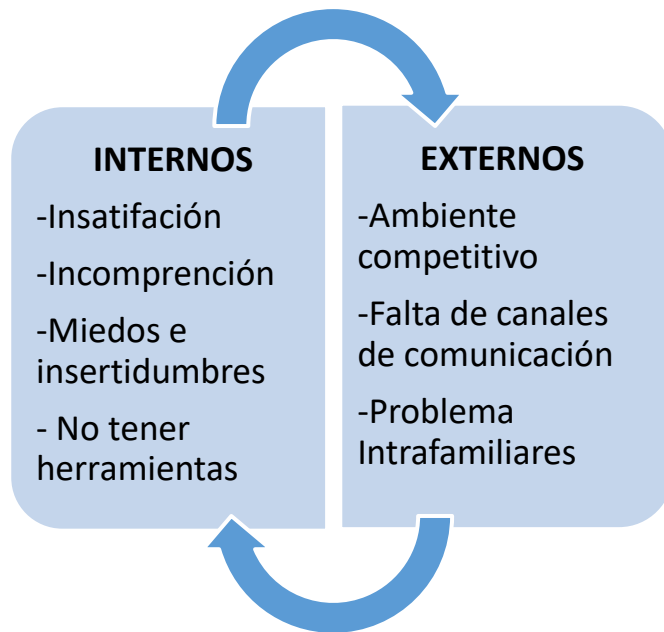 INTERNOS
-Insatifación
-Incomprención
-Miedos e
insertidumbres
- No tener
herramientas
EXTERNOS
-Ambiente
competitivo
-Falta de canales
de comunicación
-Problema
Intrafamiliares